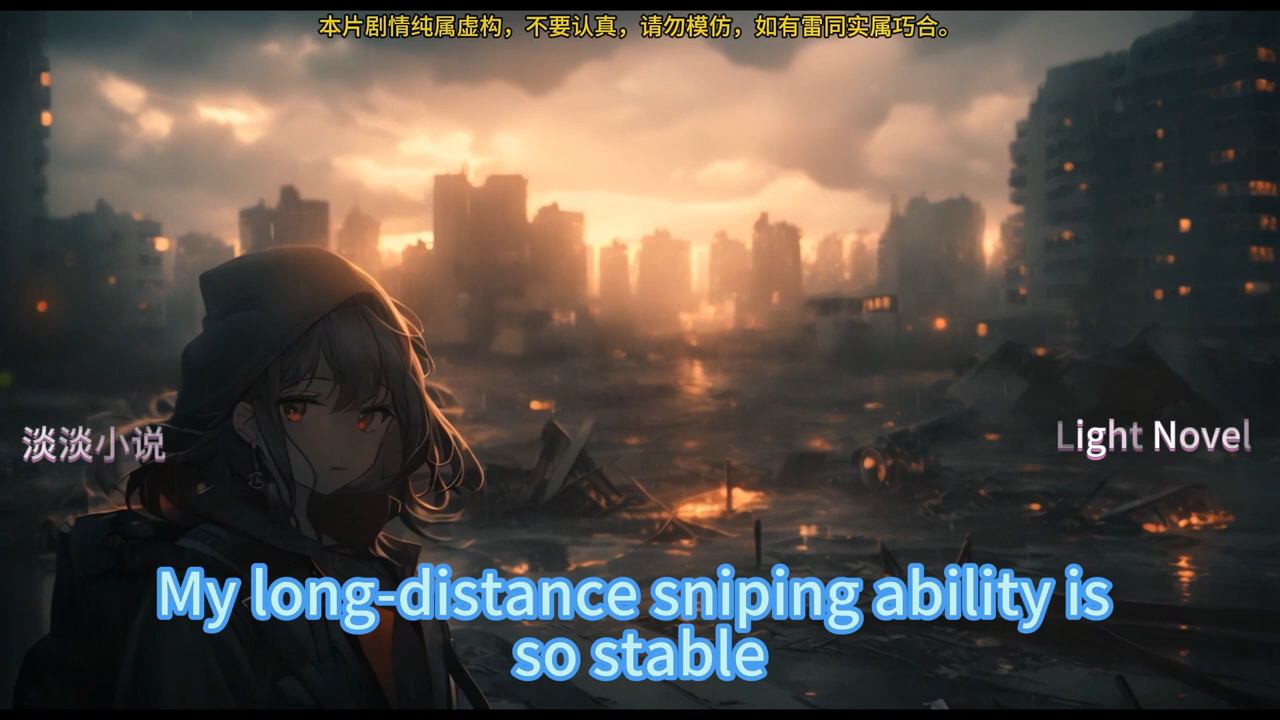 本片剧情纯属虚构，不要认真，请勿模仿，如有雷同实属巧合。
淡淡小说
Light Novel
My long-distance sniping ability is
so stable